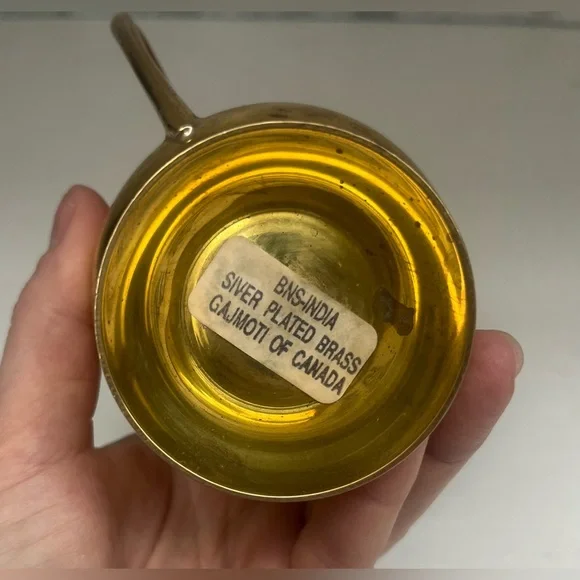 BNS-INDIA
SIVER PLATED BRASS
GAJMOTI OF CANADA